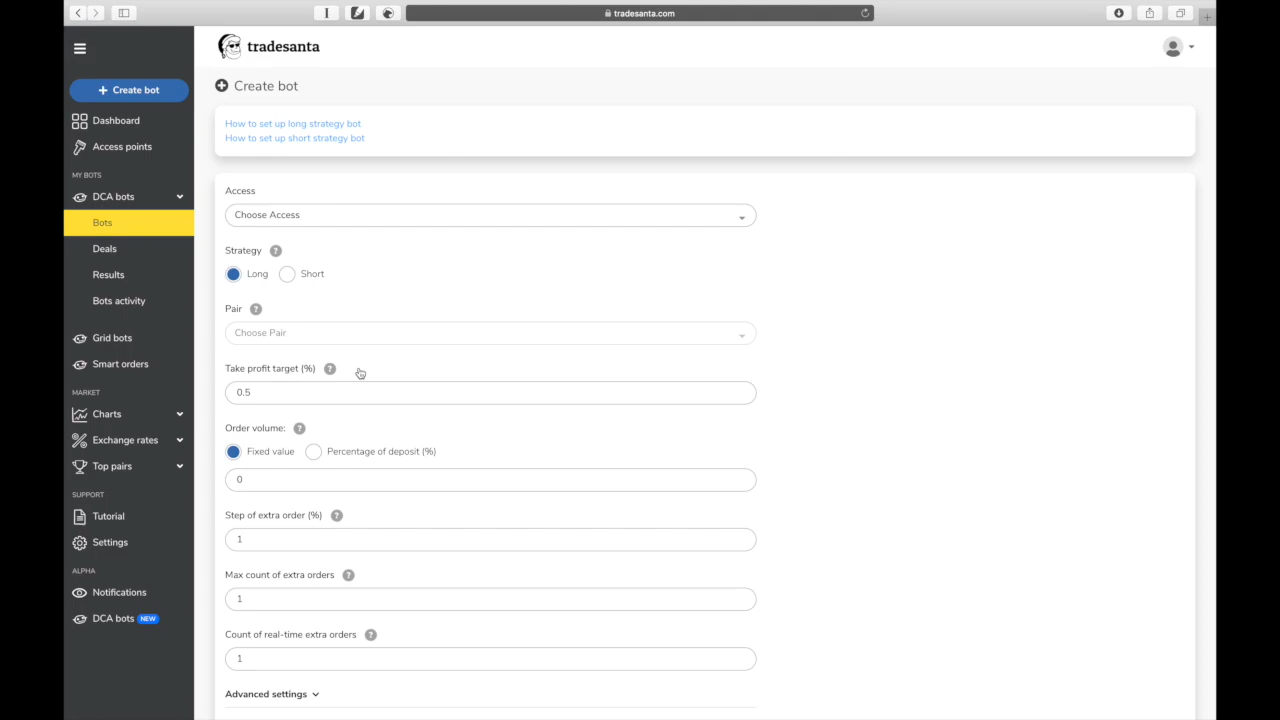 tradesanta.com
tradesanta
Create bot
Create bot
How to set up long strategy bot
How to set up short strategy bot
Dashboard
Access points
MY BOTS
DCA bots
Bots
Deals
Results
Bots activity
Grid bots
Smart orders
MARKET
Charts
Exchange rates
Top pairs
SUPPORT
Tutorial
Settings
ALPHA
Notifications
DCA bots NEW
Access
Choose Access
Strategy ?
Long Short
Pair ?
Choose Pair
Take profit target (%) ?
0.5
Order volume: ?
Fixed value Percentage of deposit (%)
0
Step of extra order (%) ?
1
Max count of extra orders ?
1
Count of real-time extra orders ?
1
Advanced settings